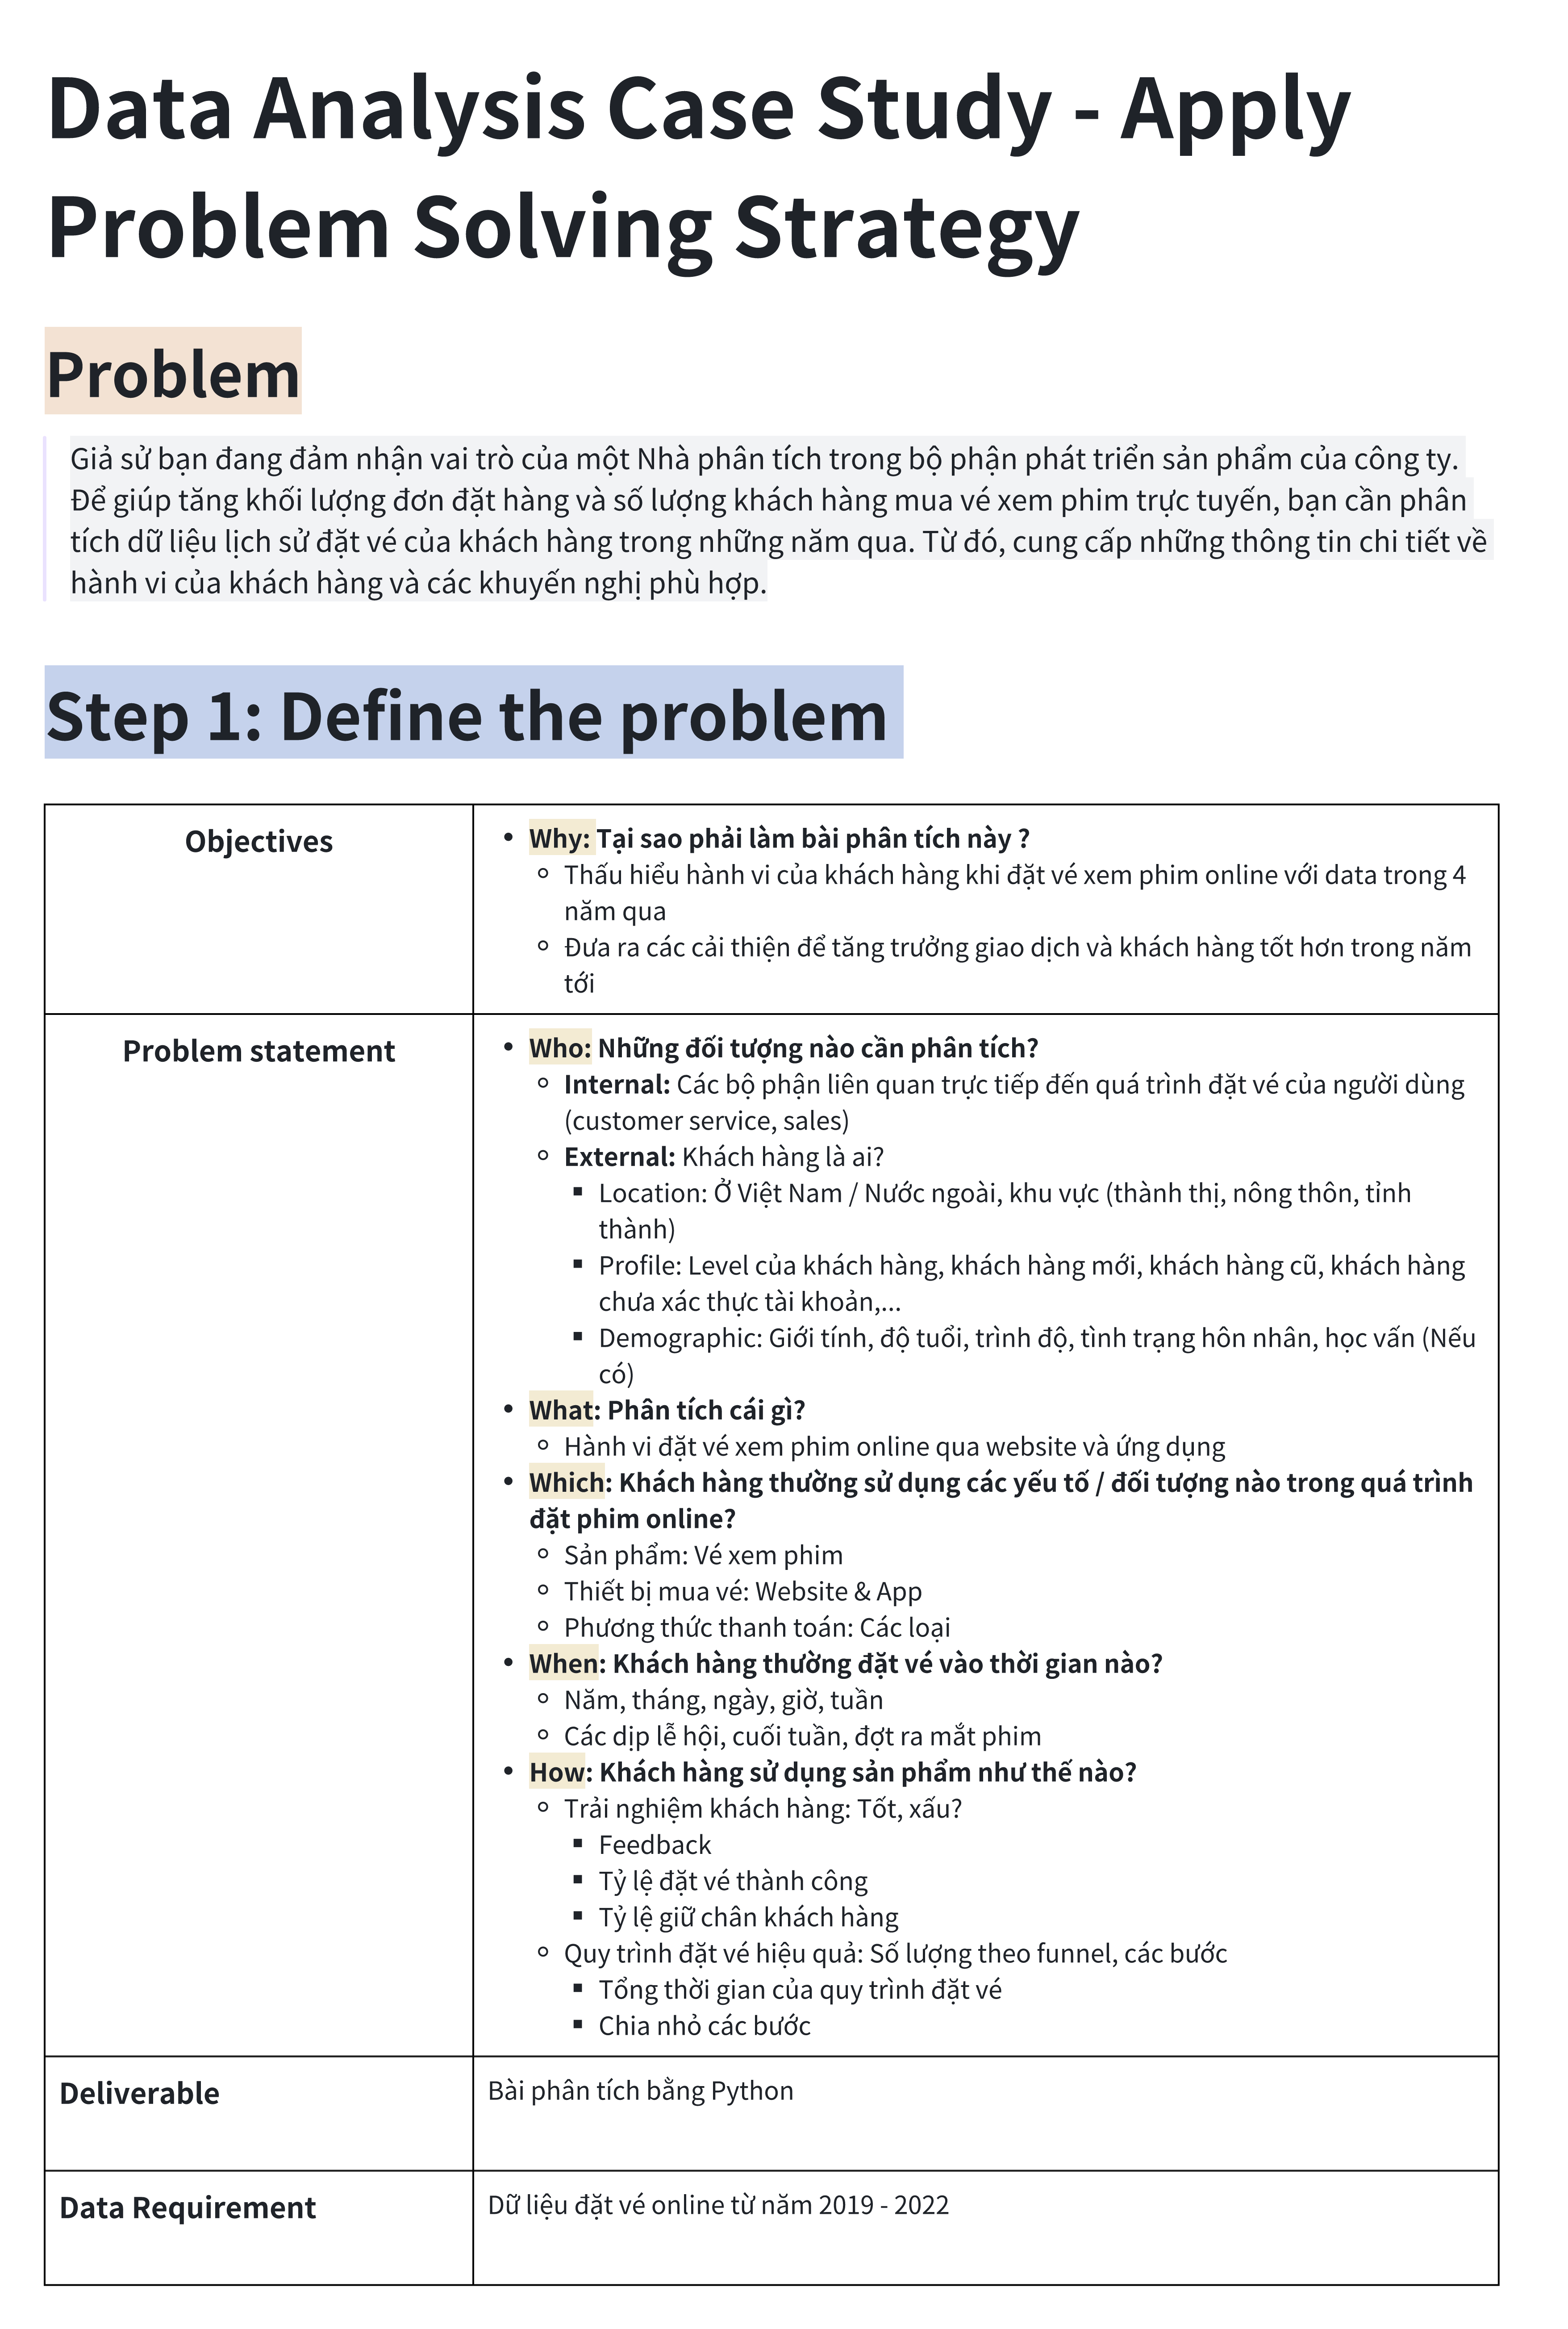 Data Analysis Case Study - Apply
Problem Solving Strategy
Problem
Giả sử bạn đang đảm nhận vai trò của một Nhà phân tích trong bộ phận phát triển sản phẩm của công ty.
Để giúp tăng khối lượng đơn đặt hàng và số lượng khách hàng mua vé xem phim trực tuyến, bạn cần phân
tích dữ liệu lịch sử đặt vé của khách hàng trong những năm qua. Từ đó, cung cấp những thông tin chi tiết về
hành vi của khách hàng và các khuyến nghị phù hợp.
Step 1: Define the problem
Objectives
• Why: Tại sao phải làm bài phân tích này ?
◦ Thấu hiểu hành vi của khách hàng khi đặt vé xem phim online với data trong 4
năm qua
◦ Đưa ra các cải thiện để tăng trưởng giao dịch và khách hàng tốt hơn trong năm
tới
Problem statement
• Who: Những đối tượng nào cần phân tích?
◦ Internal: Các bộ phận liên quan trực tiếp đến quá trình đặt vé của người dùng
(customer service, sales)
◦ External: Khách hàng là ai?
▪ Location: Ở Việt Nam / Nước ngoài, khu vực (thành thị, nông thôn, tỉnh
thành)
▪ Profile: Level của khách hàng, khách hàng mới, khách hàng cũ, khách hàng
chưa xác thực tài khoản,...
▪ Demographic: Giới tính, độ tuổi, trình độ, tình trạng hôn nhân, học vấn (Nếu
có)
• What: Phân tích cái gì?
◦ Hành vi đặt vé xem phim online qua website và ứng dụng
• Which: Khách hàng thường sử dụng các yếu tố / đối tượng nào trong quá trình
đặt phim online?
◦ Sản phẩm: Vé xem phim
◦ Thiết bị mua vé: Website & App
◦ Phương thức thanh toán: Các loại
• When: Khách hàng thường đặt vé vào thời gian nào?
◦ Năm, tháng, ngày, giờ, tuần
◦ Các dịp lễ hội, cuối tuần, đợt ra mắt phim
• How: Khách hàng sử dụng sản phẩm như thế nào?
◦ Trải nghiệm khách hàng: Tốt, xấu?
▪ Feedback
▪ Tỷ lệ đặt vé thành công
▪ Tỷ lệ giữ chân khách hàng
◦ Quy trình đặt vé hiệu quả: Số lượng theo funnel, các bước
▪ Tổng thời gian của quy trình đặt vé
▪ Chia nhỏ các bước
Deliverable
Bài phân tích bằng Python
Data Requirement
Dữ liệu đặt vé online từ năm 2019 - 2022